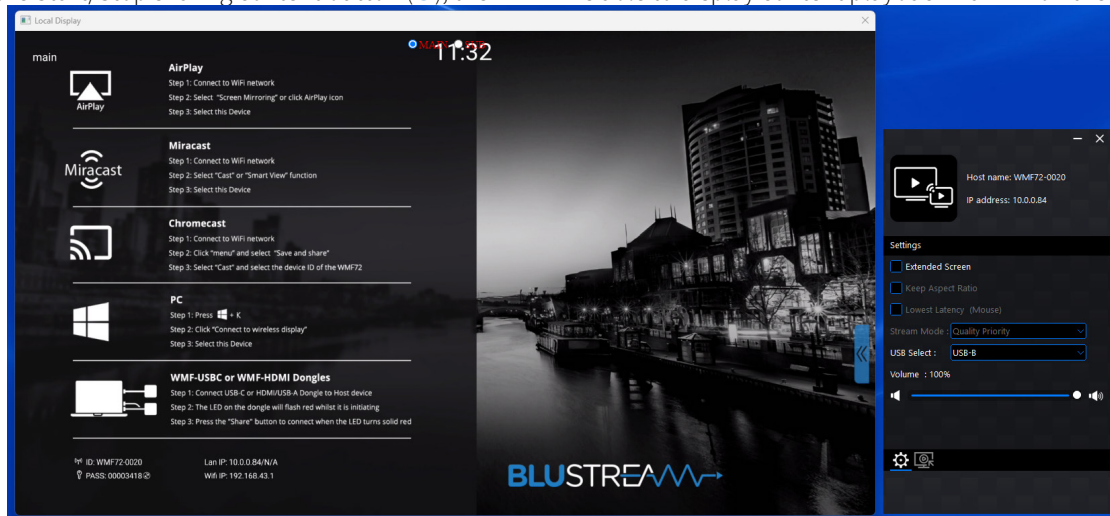 Local Display
main
MAIN SUB
11:32
AirPlay
AirPlay
Step 1: Connect to WiFi network
Step 2: Select "Screen Mirroring" or click AirPlay icon
Step 3: Select this Device
Miracast
Miracast
Step 1: Connect to WiFi network
Step 2: Select "Cast" or "Smart View" function
Step 3: Select this Device
Chromecast
Step 1: Connect to WiFi network
Step 2: Click "menu" and select "Save and share"
Step 3: Select "Cast" and select the device ID of the WMF72
PC
Step 1: Press + K
Step 2: Click "Connect to wireless display"
Step 3: Select this Device
WMF-USBC or WMF-HDMI Dongles
Step 1: Connect USB-C or HDMI/USB-A Dongle to Host device
Step 2: The LED on the dongle will flash red whilst it is initiating
Step 3: Press the "Share" button to connect when the LED turns solid red
ID: WMF72-0020
Lan IP: 10.0.0.84/N/A
PASS: 00003418
Wifi IP: 192.168.43.1
BLUSTREAM
Host name: WMF72-0020
IP address: 10.0.0.84
Settings
Extended Screen
Keep Aspect Ratio
Lowest Latency (Mouse)
Stream Mode : Quality Priority
USB Select : USB-B
Volume : 100%